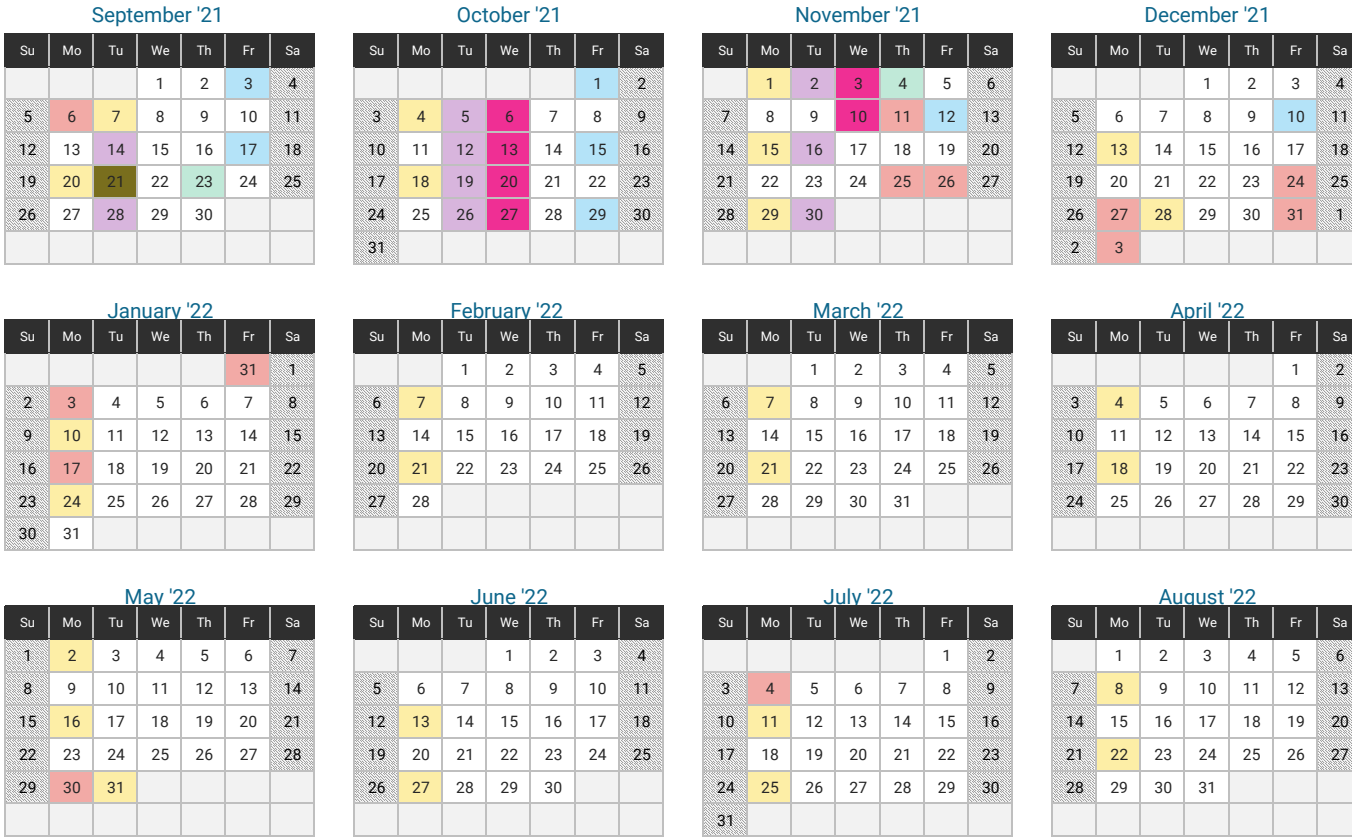 September '21 October '21 November '21 December '21
Su Mo Tu We Th Fr Sa Su Mo Tu We Th Fr Sa Su Mo Tu We Th Fr Sa Su Mo Tu We Th Fr Sa
1 2 3 4 1 2 1 2 3 4 5 6 1 2 3 4
5 6 7 8 9 10 11 3 4 5 6 7 8 9 7 8 9 10 11 12 13 5 6 7 8 9 10 11
12 13 14 15 16 17 18 10 11 12 13 14 15 16 14 15 16 17 18 19 20 12 13 14 15 16 17 18
19 20 21 22 23 24 25 17 18 19 20 21 22 23 21 22 23 24 25 26 27 19 20 21 22 23 24 25
26 27 28 29 30 24 25 26 27 28 29 30 28 29 30 26 27 28 29 30 31 1
31 2 3
January '22 February '22 March '22 April '22
Su Mo Tu We Th Fr Sa Su Mo Tu We Th Fr Sa Su Mo Tu We Th Fr Sa Su Mo Tu We Th Fr Sa
31 1 1 2 3 4 5 1 2 3 4 5 1 2
2 3 4 5 6 7 8 6 7 8 9 10 11 12 6 7 8 9 10 11 12 3 4 5 6 7 8 9
9 10 11 12 13 14 15 13 14 15 16 17 18 19 13 14 15 16 17 18 19 10 11 12 13 14 15 16
16 17 18 19 20 21 22 20 21 22 23 24 25 26 20 21 22 23 24 25 26 17 18 19 20 21 22 23
23 24 25 26 27 28 29 27 28 27 28 29 30 31 24 25 26 27 28 29 30
30 31
May '22 June '22 July '22 August '22
Su Mo Tu We Th Fr Sa Su Mo Tu We Th Fr Sa Su Mo Tu We Th Fr Sa Su Mo Tu We Th Fr Sa
1 2 3 4 5 6 7 1 2 3 4 1 2 1 2 3 4 5 6
8 9 10 11 12 13 14 5 6 7 8 9 10 11 3 4 5 6 7 8 9 7 8 9 10 11 12 13
15 16 17 18 19 20 21 12 13 14 15 16 17 18 10 11 12 13 14 15 16 14 15 16 17 18 19 20
22 23 24 25 26 27 28 19 20 21 22 23 24 25 17 18 19 20 21 22 23 21 22 23 24 25 26 27
29 30 31 26 27 28 29 30 24 25 26 27 28 29 30 28 29 30 31
31